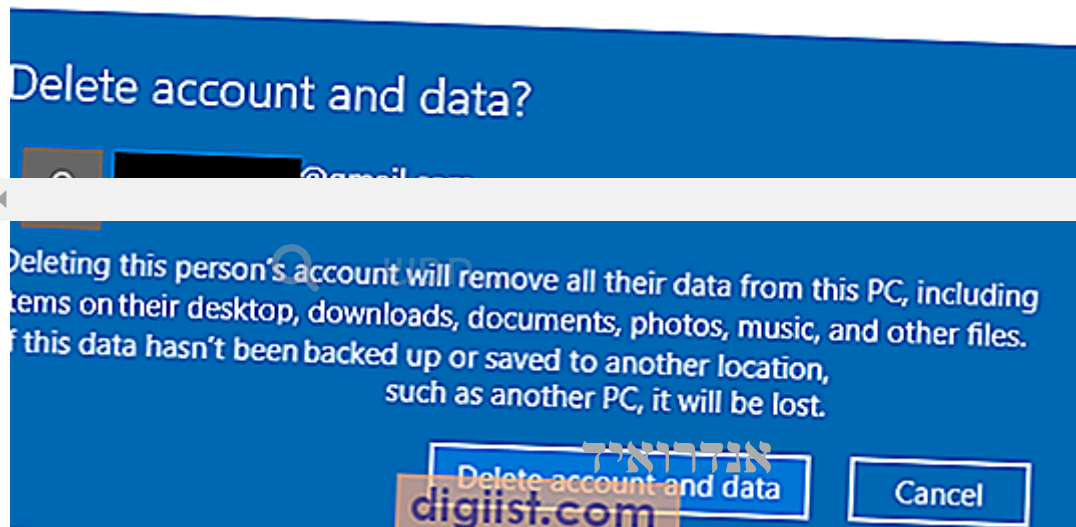 Delete account and data?
@gmail.com
Deleting this person's account will remove all their data from this PC, including
items on their desktop, downloads, documents, photos, music, and other files.
If this data hasn't been backed up or saved to another location,
such as another PC, it will be lost.
אנדרואיד
Delete account and data
Cancel
digiist.com